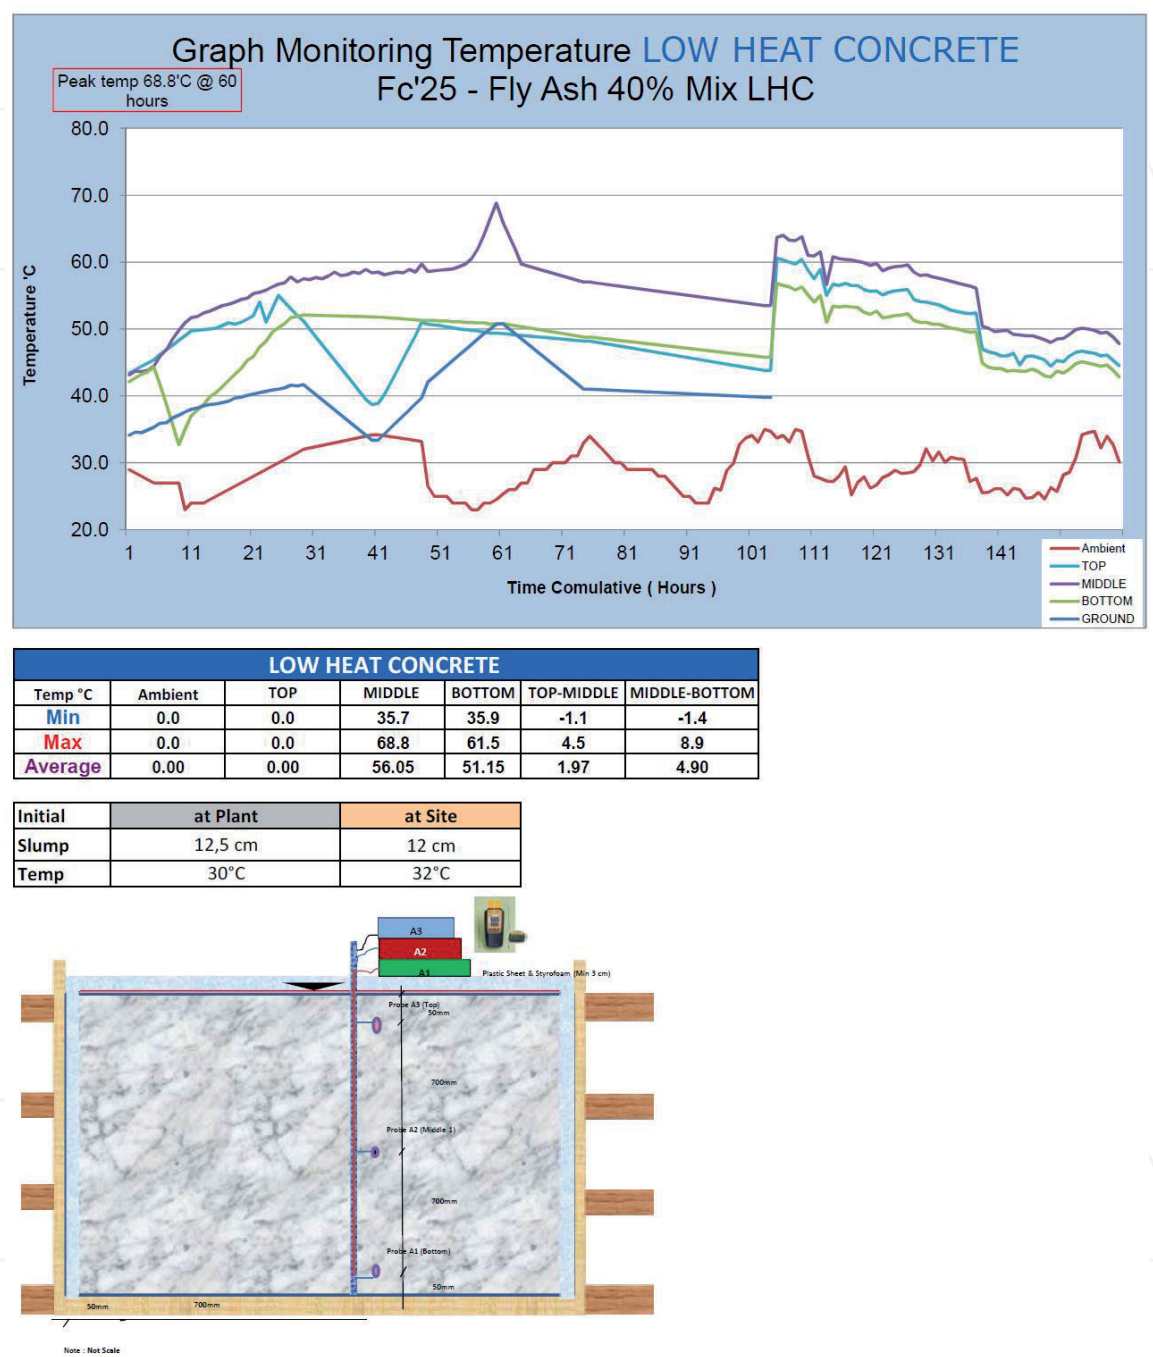 Graph Monitoring Temperature LOW HEAT CONCRETE
Fc'25 - Fly Ash 40% Mix LHC
Peak temp 68.8'C @ 60
hours
80.0
70.0
60.0
50.0
40.0
30.0
20.0
Temperature 'C
1 11 21 31 41 51 61 71 81 91 101 111 121 131 141
Time Comulative ( Hours )
Ambient
TOP
MIDDLE
BOTTOM
GROUND
LOW HEAT CONCRETE
Temp °C Ambient TOP MIDDLE BOTTOM TOP-MIDDLE MIDDLE-BOTTOM
Min 0.0 0.0 35.7 35.9 -1.1 -1.4
Max 0.0 0.0 68.8 61.5 4.5 8.9
Average 0.00 0.00 56.05 51.15 1.97 4.90
Initial at Plant at Site
Slump 12,5 cm 12 cm
Temp 30°C 32°C
A3
A2
A1
Plastic Sheet & Styrofoam (Min 3 cm)
Probe A3 (Top)
50mm
700mm
Probe A2 (Middle 1)
700mm
Probe A1 (Bottom)
50mm
50mm 700mm
Note : Not Scale